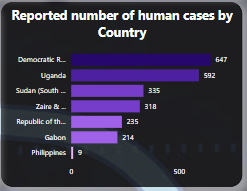 Reported number of human cases by
Country
Democratic R... 647
Uganda 592
Sudan (South ... 335
Zaire & ... 318
Republic of th... 235
Gabon 214
Philippines 9
0 500